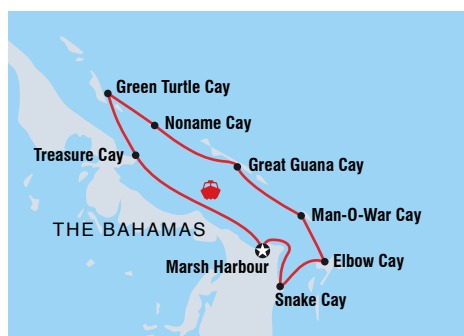 Green Turtle Cay
Noname Cay
Treasure Cay
Great Guana Cay
Man-O-War Cay
THE BAHAMAS
Marsh Harbour
Elbow Cay
Snake Cay